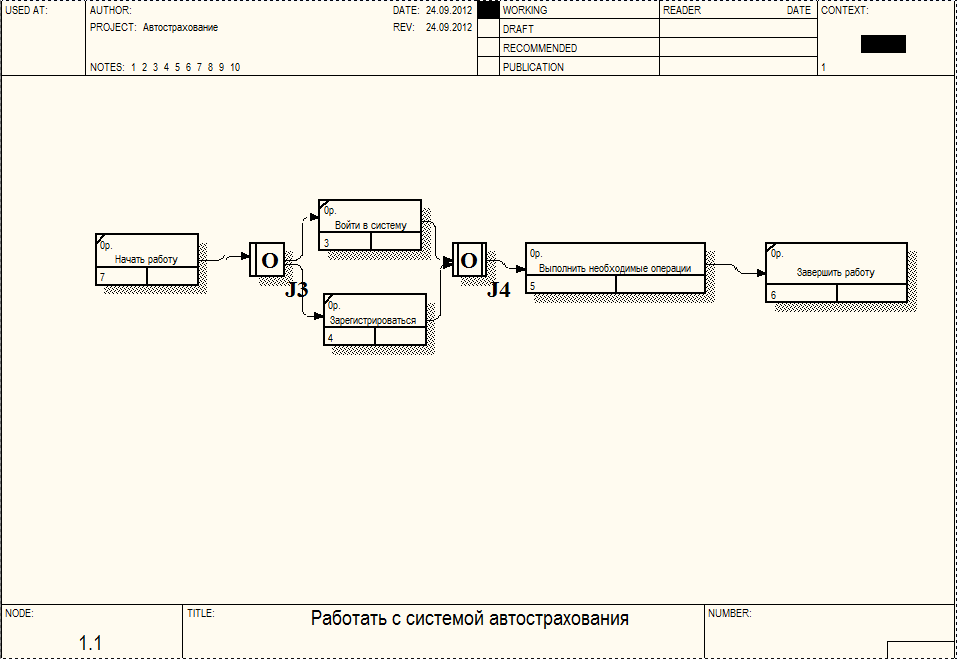 USED AT:
AUTHOR:
DATE: 24.09.2012
WORKING
READER
DATE
CONTEXT:
PROJECT: Автострахование
REV: 24.09.2012
DRAFT
RECOMMENDED
NOTES: 1 2 3 4 5 6 7 8 9 10
PUBLICATION
1
0р.
Начать работу
7
O
J3
0р.
Войти в систему
3
0р.
Зарегистрироваться
4
O
J4
0р.
Выполнить необходимые операции
5
0р.
Завершить работу
6
NODE:
1.1
TITLE:
Работать с системой автострахования
NUMBER: